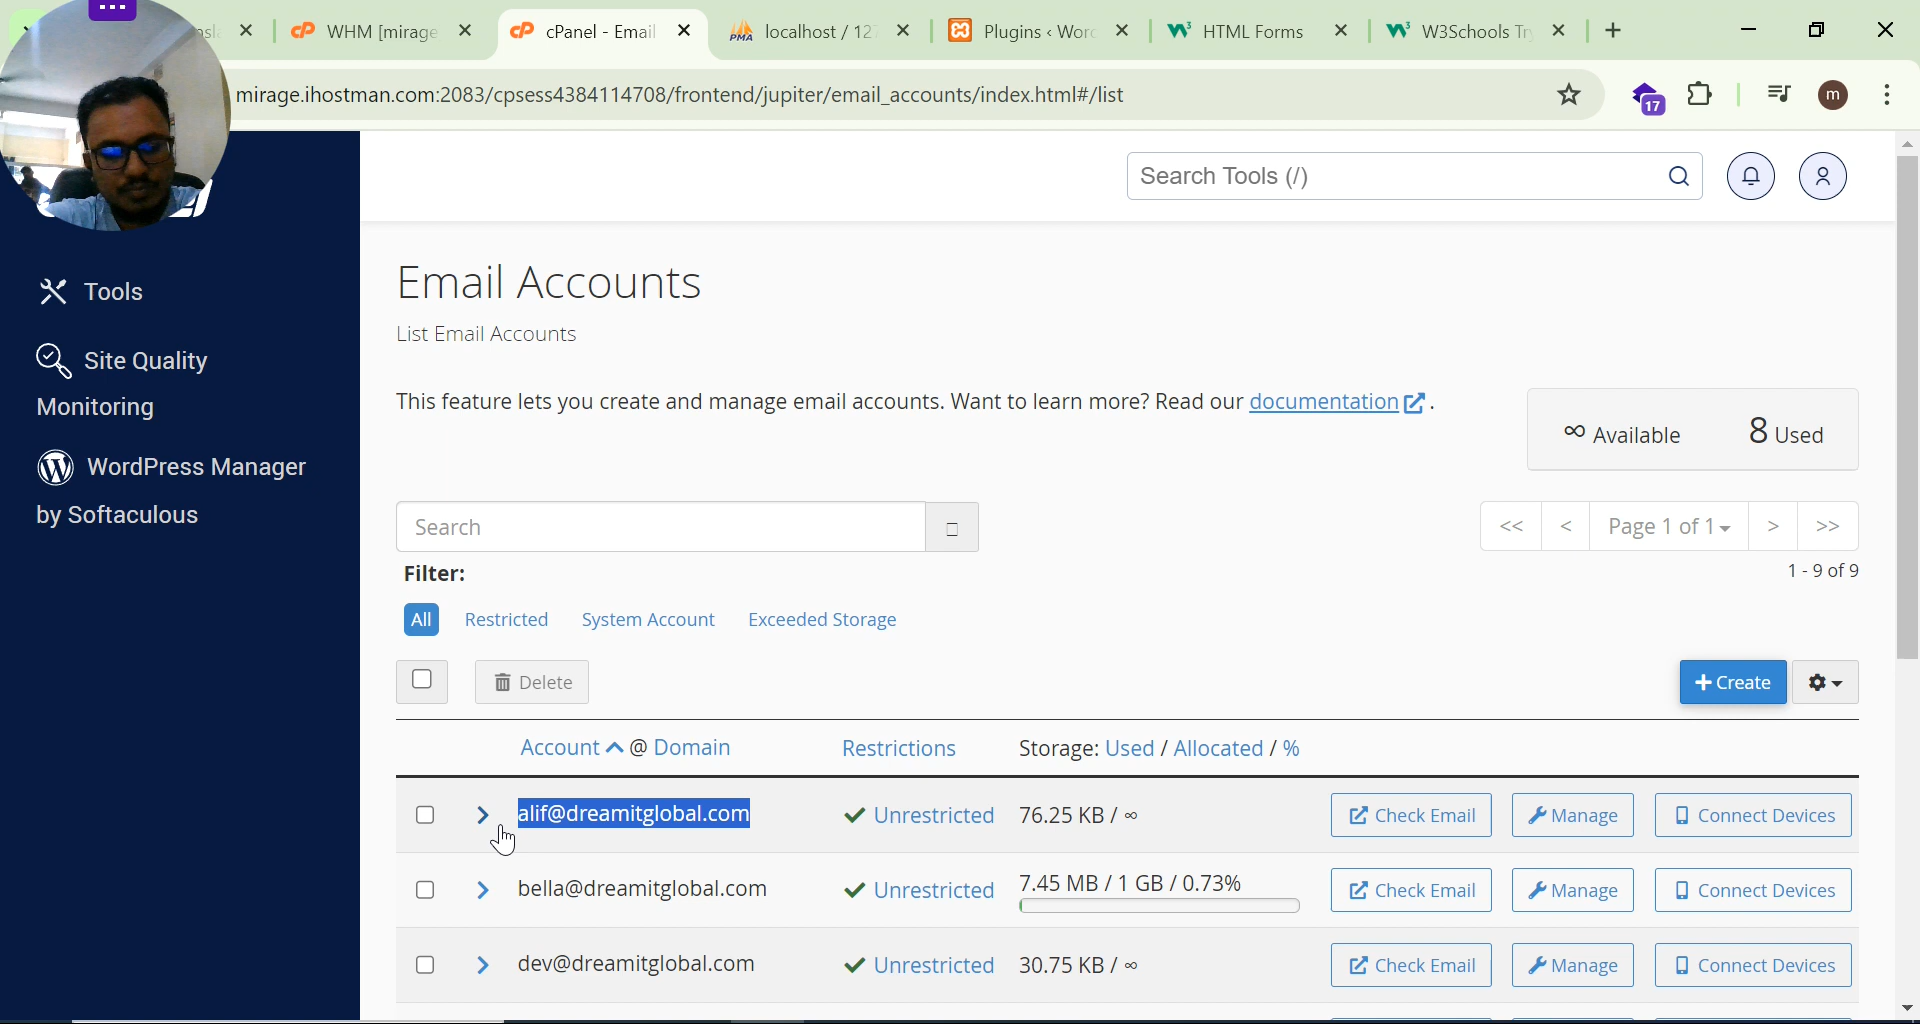 WHM [mirage
cPanel - Email
localhost / 127
Plugins ‹ Wor
HTML Forms
W3Schools Tr
mirage.ihostman.com:2083/cpsess4384114708/frontend/jupiter/email_accounts/index.html#/list
17
m
Search Tools (/)
Tools
Site Quality
Monitoring
WordPress Manager
by Softaculous
Email Accounts
List Email Accounts
This feature lets you create and manage email accounts. Want to learn more? Read our documentation .
∞ Available 8 Used
Search
<< < Page 1 of 1 > >>
Filter:
1 - 9 of 9
All Restricted System Account Exceeded Storage
Delete
+ Create
Account @ Domain Restrictions Storage: Used / Allocated / %
alif@dreamitglobal.com Unrestricted 76.25 KB / ∞ Check Email Manage Connect Devices
bella@dreamitglobal.com Unrestricted 7.45 MB / 1 GB / 0.73% Check Email Manage Connect Devices
dev@dreamitglobal.com Unrestricted 30.75 KB / ∞ Check Email Manage Connect Devices